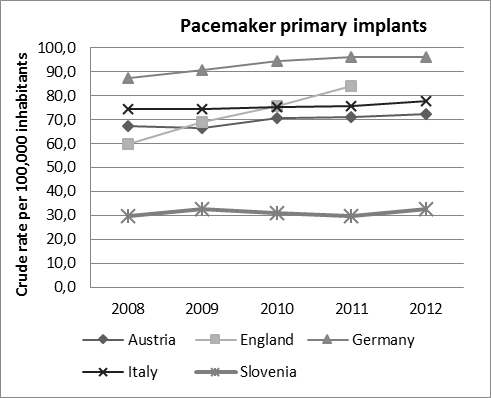 Pacemaker primary implants
Crude rate per 100,000 inhabitants
100,0
90,0
80,0
70,0
60,0
50,0
40,0
30,0
20,0
10,0
0,0
2008 2009 2010 2011 2012
Austria England Germany
Italy Slovenia